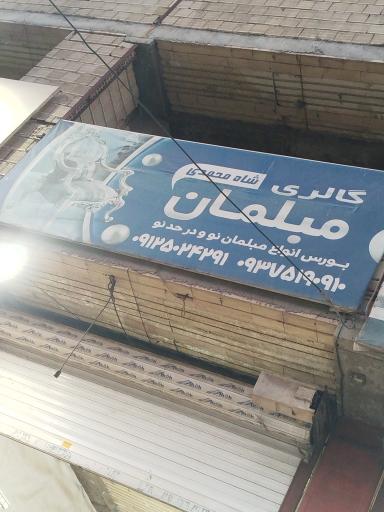 گالری شاه محمدی
مبلمان
بورس انواع مبلمان نو و در حد نو
۰۹۱۲۵۰۲۴۲۹۱ ۰۹۳۷۵۱۹۰۹۱۰